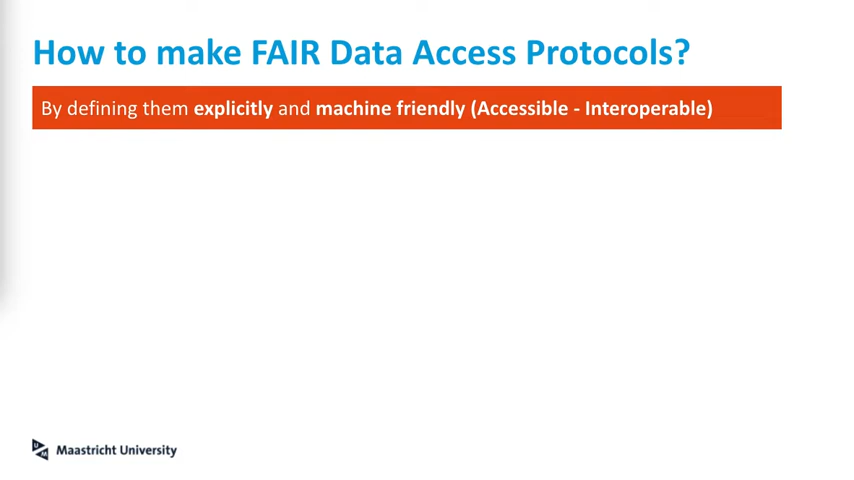 How to make FAIR Data Access Protocols?
By defining them explicitly and machine friendly (Accessible - Interoperable)
U
M
Maastricht University